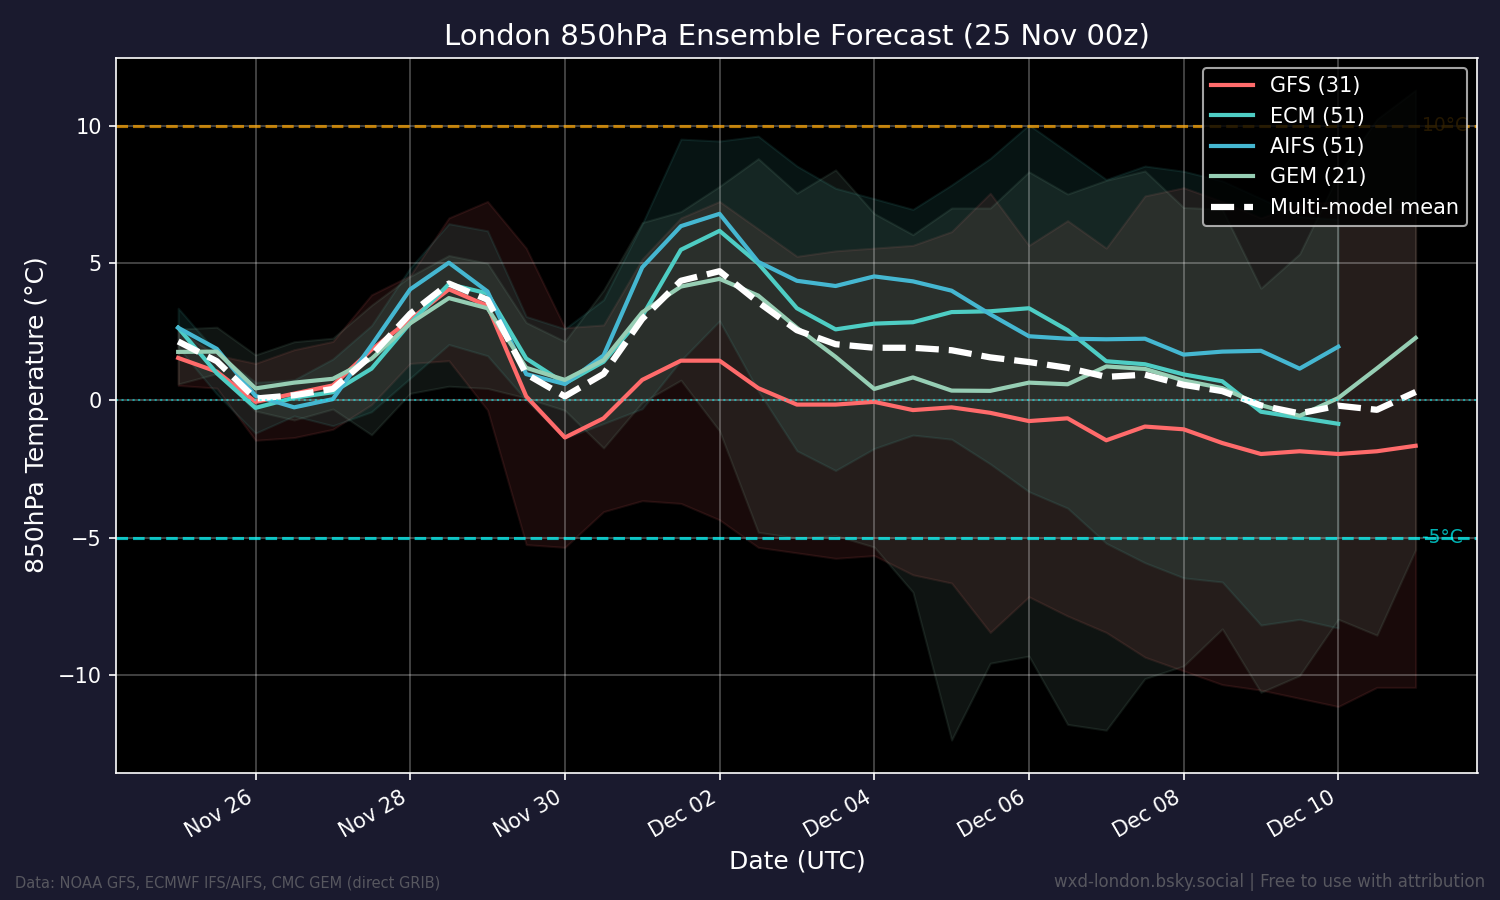 London 850hPa Ensemble Forecast (25 Nov 00z)
GFS (31)
ECM (51)
AIFS (51)
GEM (21)
Multi-model mean
10°C
-5°C
850hPa Temperature (°C)
10
5
0
−5
−10
Nov 26
Nov 28
Nov 30
Dec 02
Dec 04
Dec 06
Dec 08
Dec 10
Date (UTC)
Data: NOAA GFS, ECMWF IFS/AIFS, CMC GEM (direct GRIB)
wxd-london.bsky.social | Free to use with attribution